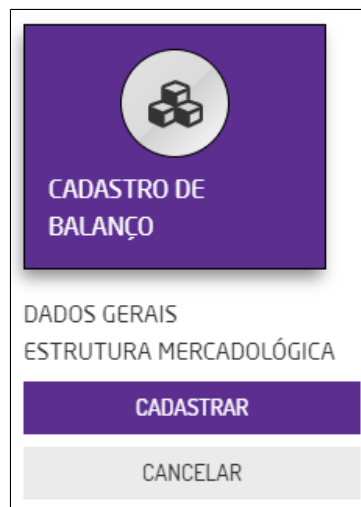 CADASTRO DE
BALANÇO
DADOS GERAIS
ESTRUTURA MERCADOLÓGICA
CADASTRAR
CANCELAR